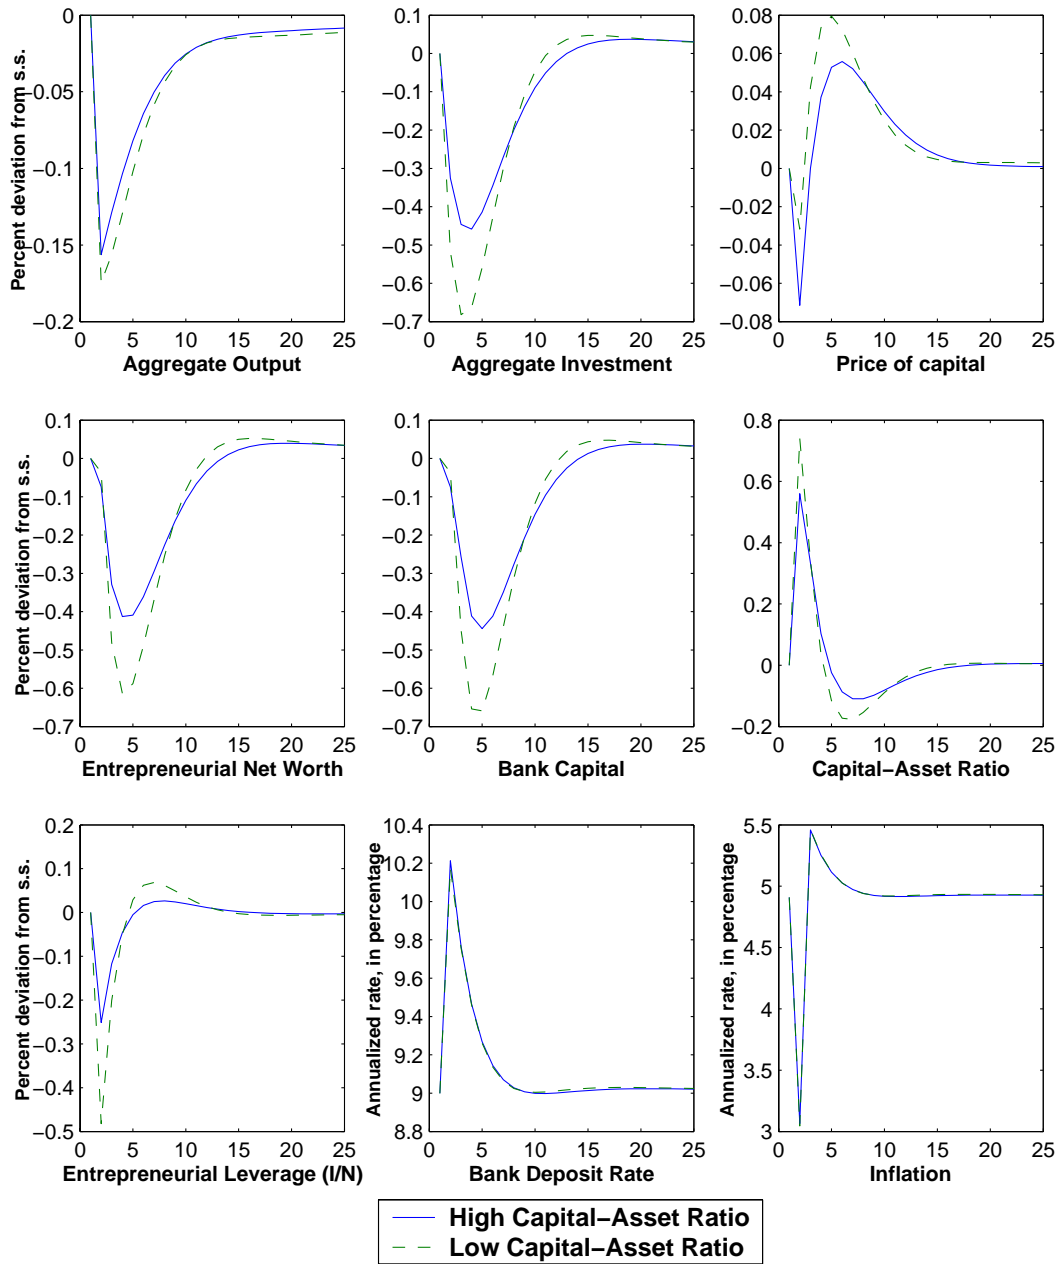 0
−0.05
−0.1
−0.15
−0.2
Percent deviation from s.s.
0 5 10 15 20 25
Aggregate Output
0.1
0
−0.1
−0.2
−0.3
−0.4
−0.5
−0.6
−0.7
0 5 10 15 20 25
Aggregate Investment
0.08
0.06
0.04
0.02
0
−0.02
−0.04
−0.06
−0.08
0 5 10 15 20 25
Price of capital
0.1
0
−0.1
−0.2
−0.3
−0.4
−0.5
−0.6
−0.7
Percent deviation from s.s.
0 5 10 15 20 25
Entrepreneurial Net Worth
0.1
0
−0.1
−0.2
−0.3
−0.4
−0.5
−0.6
−0.7
0 5 10 15 20 25
Bank Capital
0.8
0.6
0.4
0.2
0
−0.2
0 5 10 15 20 25
Capital−Asset Ratio
0.2
0.1
0
−0.1
−0.2
−0.3
−0.4
−0.5
Percent deviation from s.s.
0 5 10 15 20 25
Entrepreneurial Leverage (I/N)
10.4
10.2
10
9.8
9.6
9.4
9.2
9
8.8
Annualized rate, in percentage
0 5 10 15 20 25
Bank Deposit Rate
5.5
5
4.5
4
3.5
3
Annualized rate, in percentage
0 5 10 15 20 25
Inflation
High Capital−Asset Ratio
Low Capital−Asset Ratio